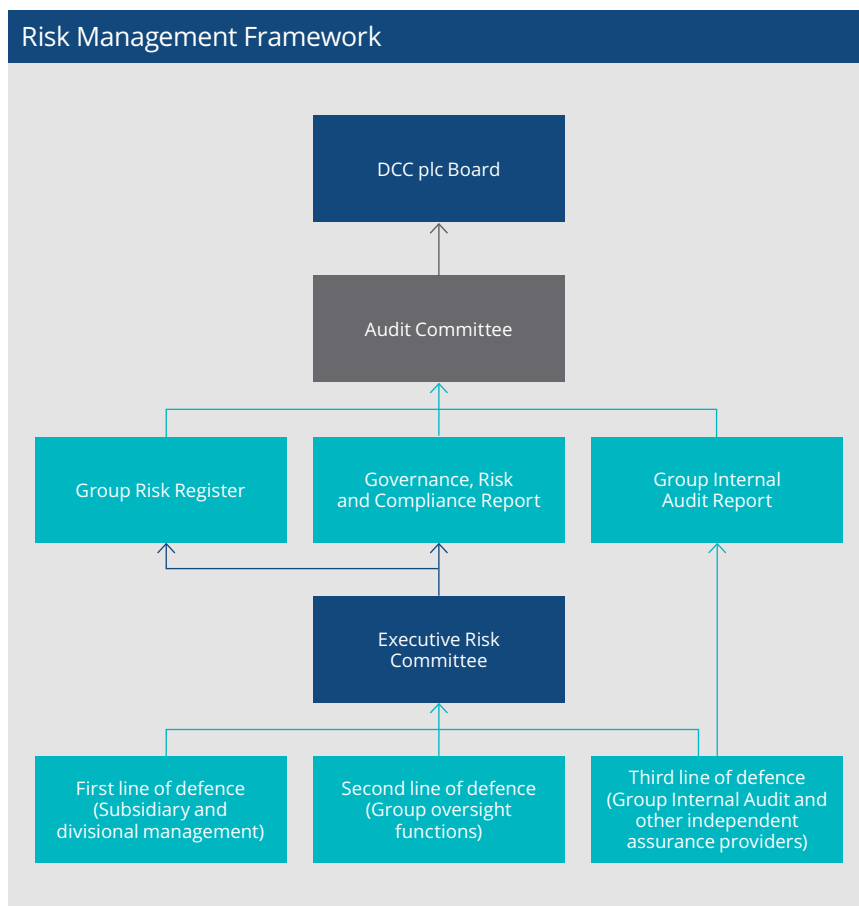 Risk Management Framework
DCC plc Board
Audit Committee
Group Risk Register
Governance, Risk
and Compliance Report
Group Internal
Audit Report
Executive Risk
Committee
First line of defence
(Subsidiary and
divisional management)
Second line of defence
(Group oversight
functions)
Third line of defence
(Group Internal Audit and
other independent
assurance providers)